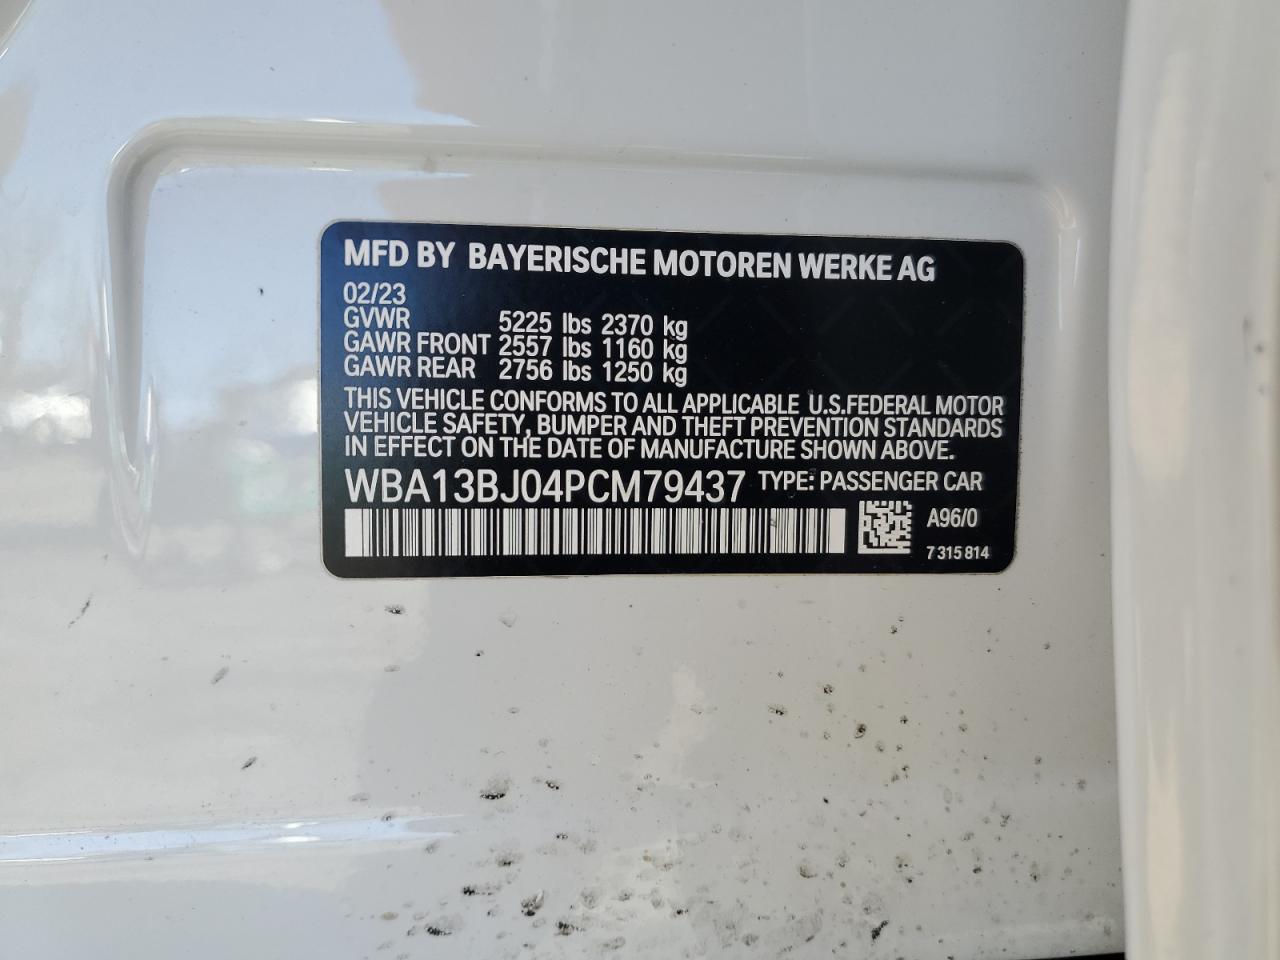 MFD BY BAYERISCHE MOTOREN WERKE AG
02/23
GVWR 5225 lbs 2370 kg
GAWR FRONT 2557 lbs 1160 kg
GAWR REAR 2756 lbs 1250 kg
THIS VEHICLE CONFORMS TO ALL APPLICABLE U.S.FEDERAL MOTOR
VEHICLE SAFETY, BUMPER AND THEFT PREVENTION STANDARDS
IN EFFECT ON THE DATE OF MANUFACTURE SHOWN ABOVE.
WBA13BJ04PCM79437 TYPE: PASSENGER CAR
A96/0
7 315 814